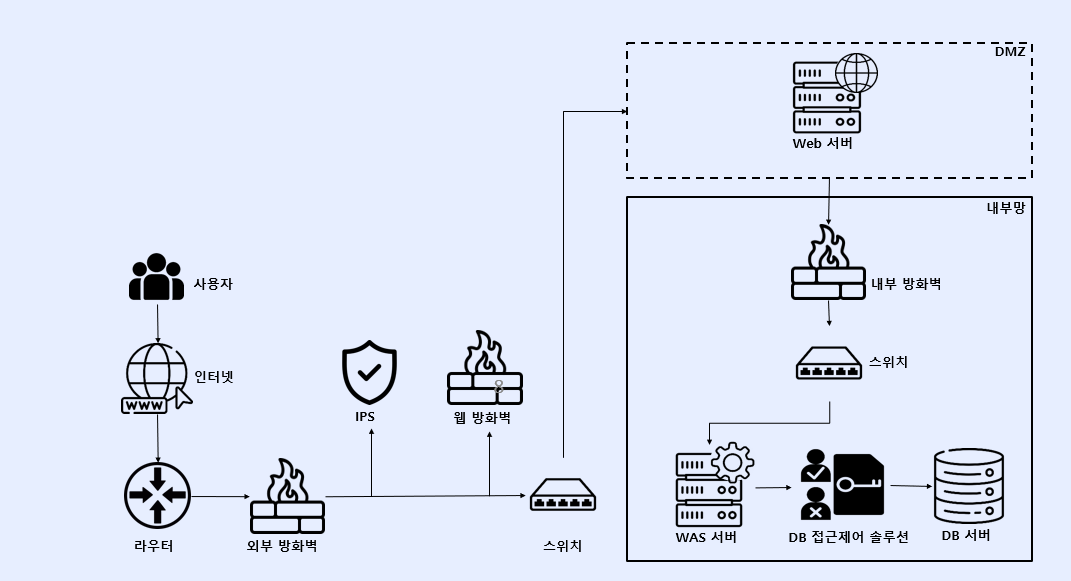 DMZ
Web 서버
내부망
사용자
내부 방화벽
스위치
인터넷
WWW
IPS
8
웹 방화벽
라우터
외부 방화벽
스위치
WAS 서버
DB 접근제어 솔루션
DB 서버